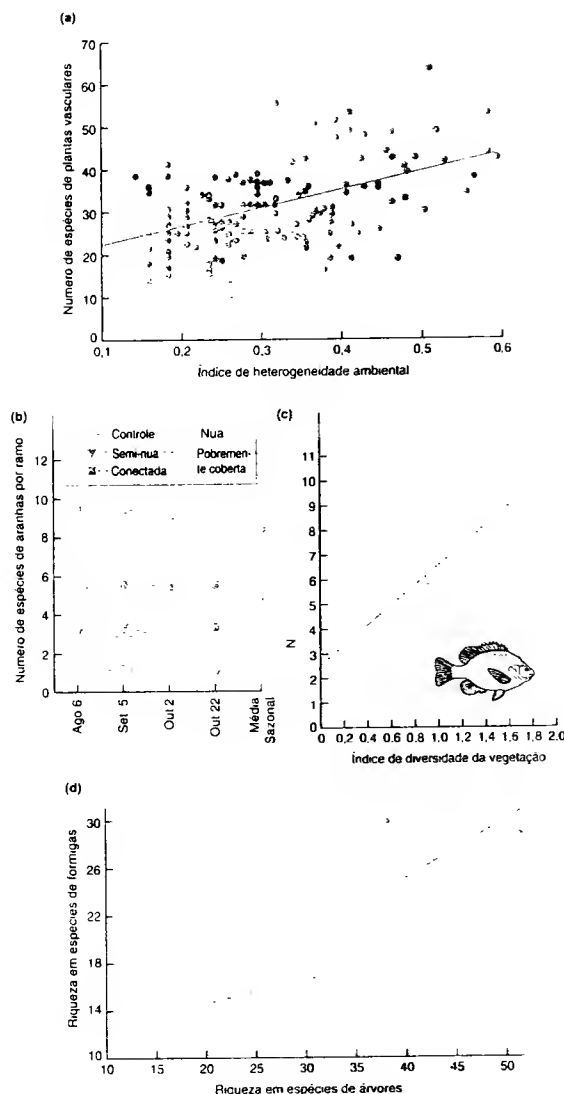 (a)
Numero de espécies de plantas vasculares
70
60
50
40
30
20
10
0
0,1
0,2
0,3
0,4
0,5
0,6
Índice de heterogeneidade ambiental
(b)
Controle
Nua
Semi-nua
Pobremen-
Conectada
te coberta
Numero de espécies de aranhas por ramo
12
10
8
6
4
2
0
Ago 6
Set 5
Out 2
Out 22
Média
Sazonal
(c)
N
11
10
9
8
7
6
5
4
3
2
1
0
0
0,2
0,4
0,6
0,8
1,0
1,2
1,4
1,6
1,8
2.0
Índice de diversidade da vegetação
(d)
Riqueza em espécies de formigas
30
26
22
18
14
10
10
15
20
25
30
35
40
45
50
Riqueza em espécies de árvores